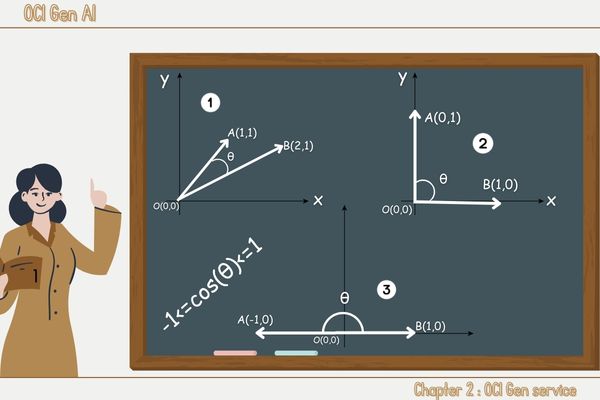 OCI Gen AI
y
1
A(1,1)
θ
B(2,1)
O(0,0)
x
y
A(0,1)
2
θ
B(1,0)
O(0,0)
x
-1<=cos(θ)<=1
3
θ
A(-1,0)
B(1,0)
O(0,0)
1
Chapter 2 : OCI Gen service